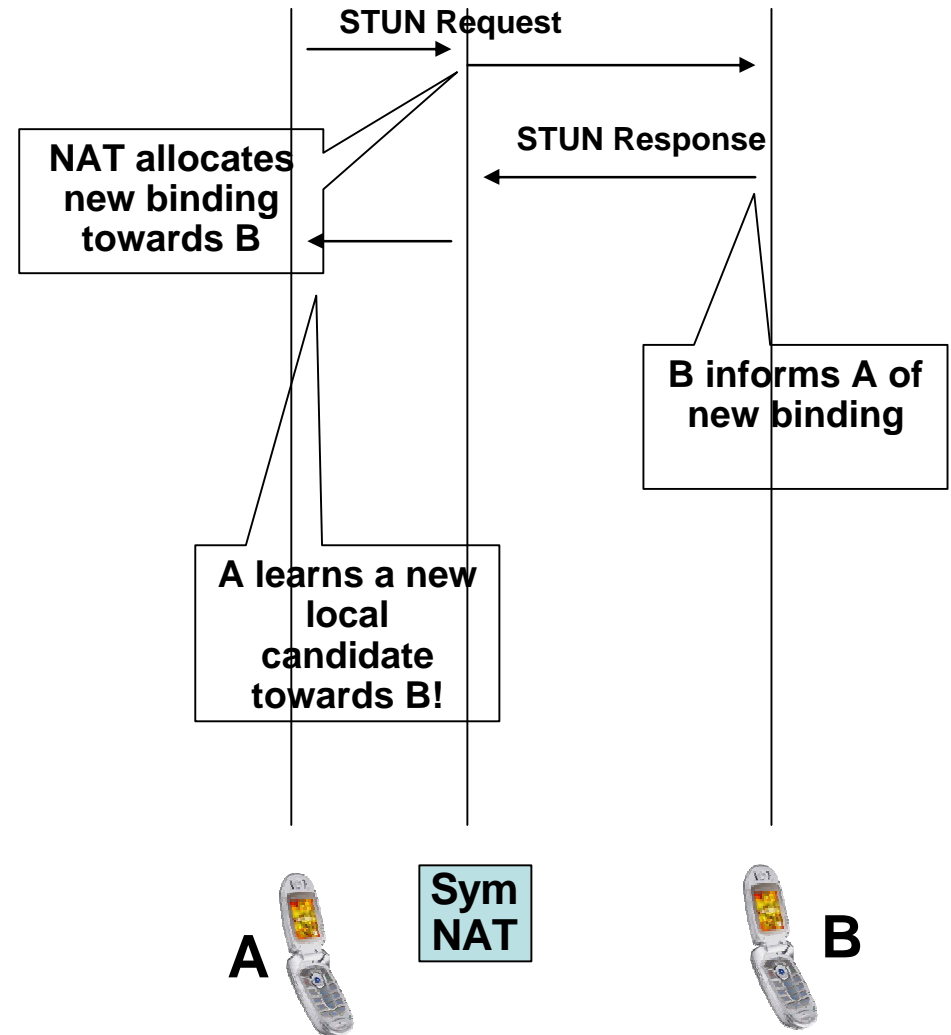 STUN Request
NAT allocates
new binding
towards B
STUN Response
B informs A of
new binding
A learns a new
local
candidate
towards B!
A
Sym
NAT
B